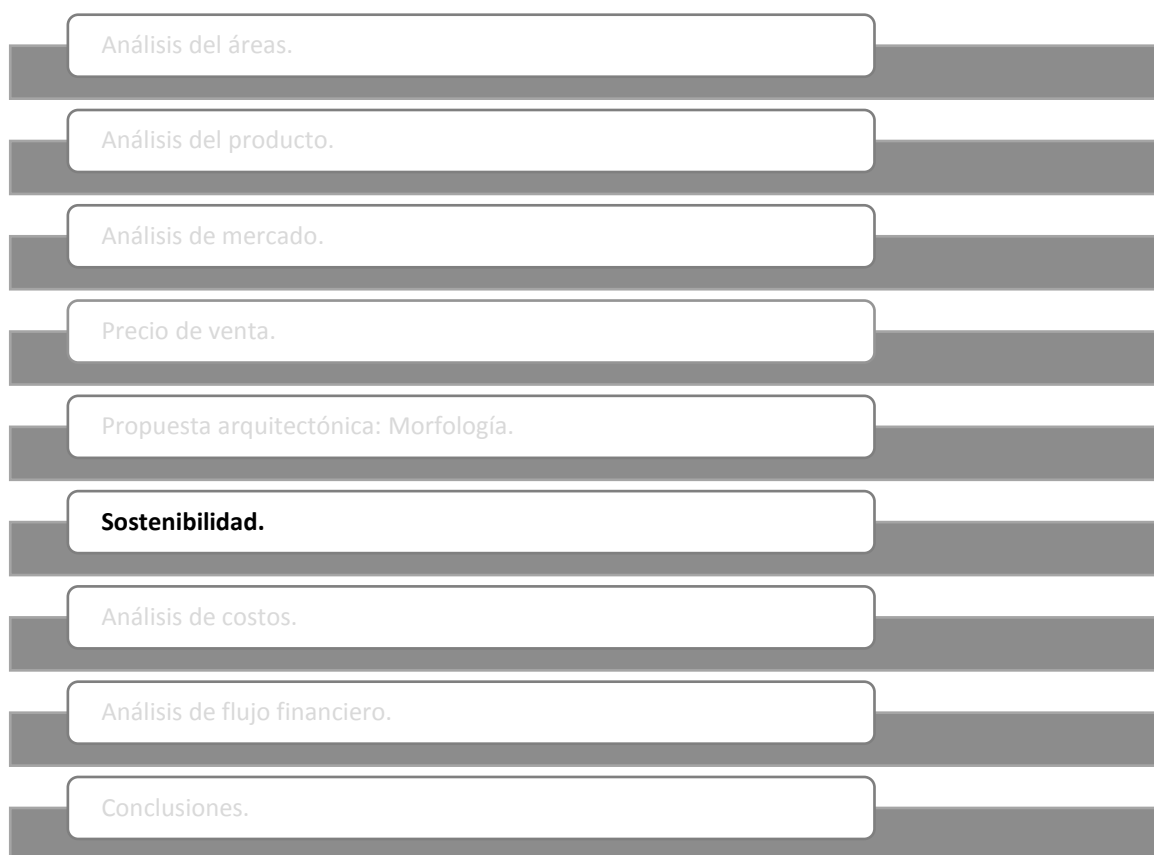 Análisis del áreas.
Análisis del producto.
Análisis de mercado.
Precio de venta.
Propuesta arquitectónica: Morfología.
Sostenibilidad.
Análisis de costos.
Análisis de flujo financiero.
Conclusiones.